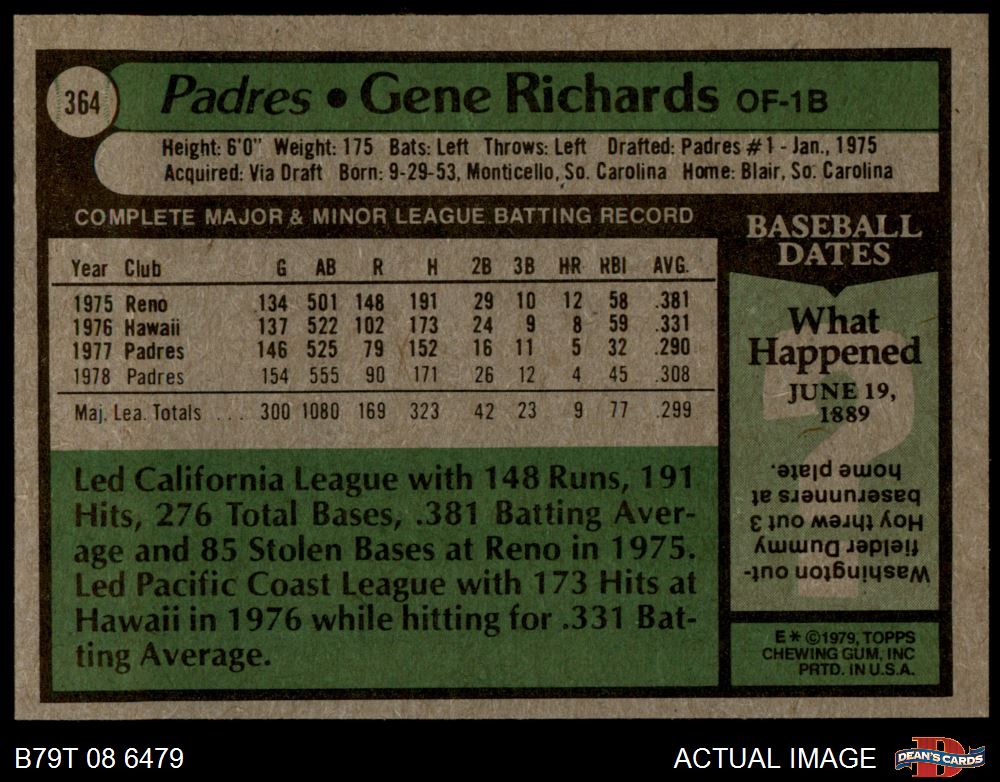 364
Padres • Gene Richards OF-1B
Height: 6'0" Weight: 175 Bats: Left Throws: Left Drafted: Padres #1 - Jan., 1975
Acquired: Via Draft Born: 9-29-53, Monticello, So. Carolina Home: Blair, So. Carolina
COMPLETE MAJOR & MINOR LEAGUE BATTING RECORD
Year Club G AB R H 2B 3B HR RBI AVG.
1975 Reno 134 501 148 191 29 10 12 58 .381
1976 Hawaii 137 522 102 173 24 9 8 59 .331
1977 Padres 146 525 79 152 16 11 5 32 .290
1978 Padres 154 555 90 171 26 12 4 45 .308
Maj. Lea. Totals ... 300 1080 169 323 42 23 9 77 .299
Led California League with 148 Runs, 191
Hits, 276 Total Bases, .381 Batting Aver-
age and 85 Stolen Bases at Reno in 1975.
Led Pacific Coast League with 173 Hits at
Hawaii in 1976 while hitting for .331 Bat-
ting Average.
BASEBALL
DATES
What
Happened
JUNE 19,
1889
Washington out-
fielder Dummy
Hoy threw out 3
baserunners at
home plate.
E * ©1979, TOPPS
CHEWING GUM, INC
PRTD. IN U.S.A.
B79T 08 6479
ACTUAL IMAGE
D
DEAN'S CARDS